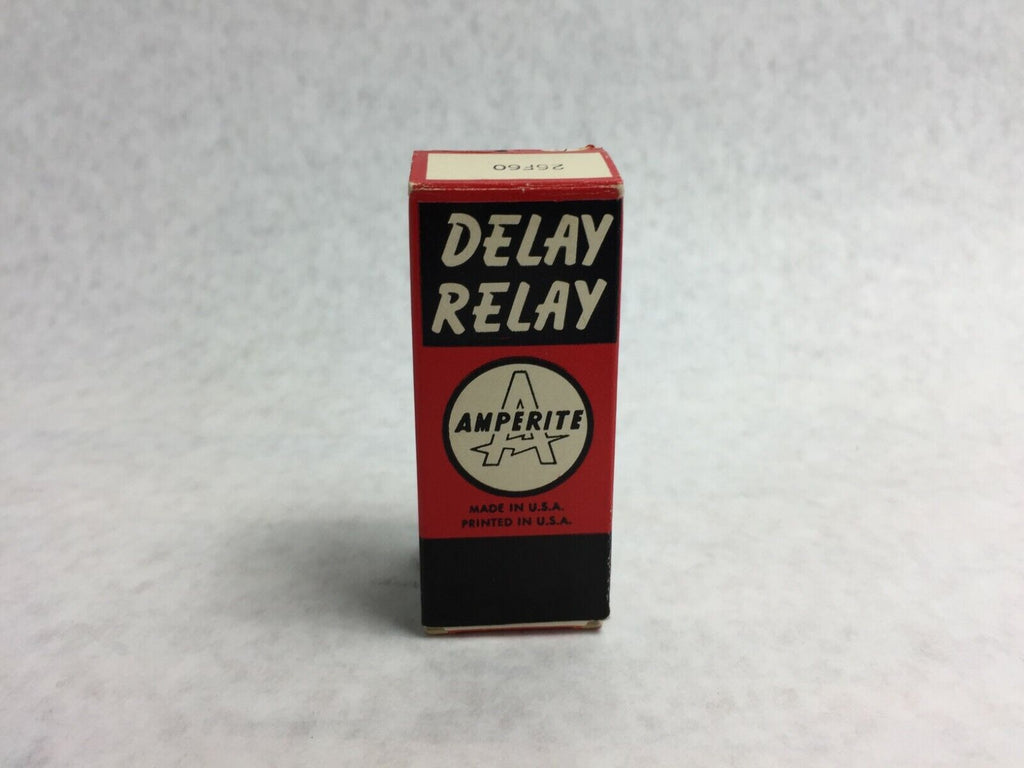 26F60
DELAY
RELAY
AMPERITE
MADE IN U.S.A.
PRINTED IN U.S.A.